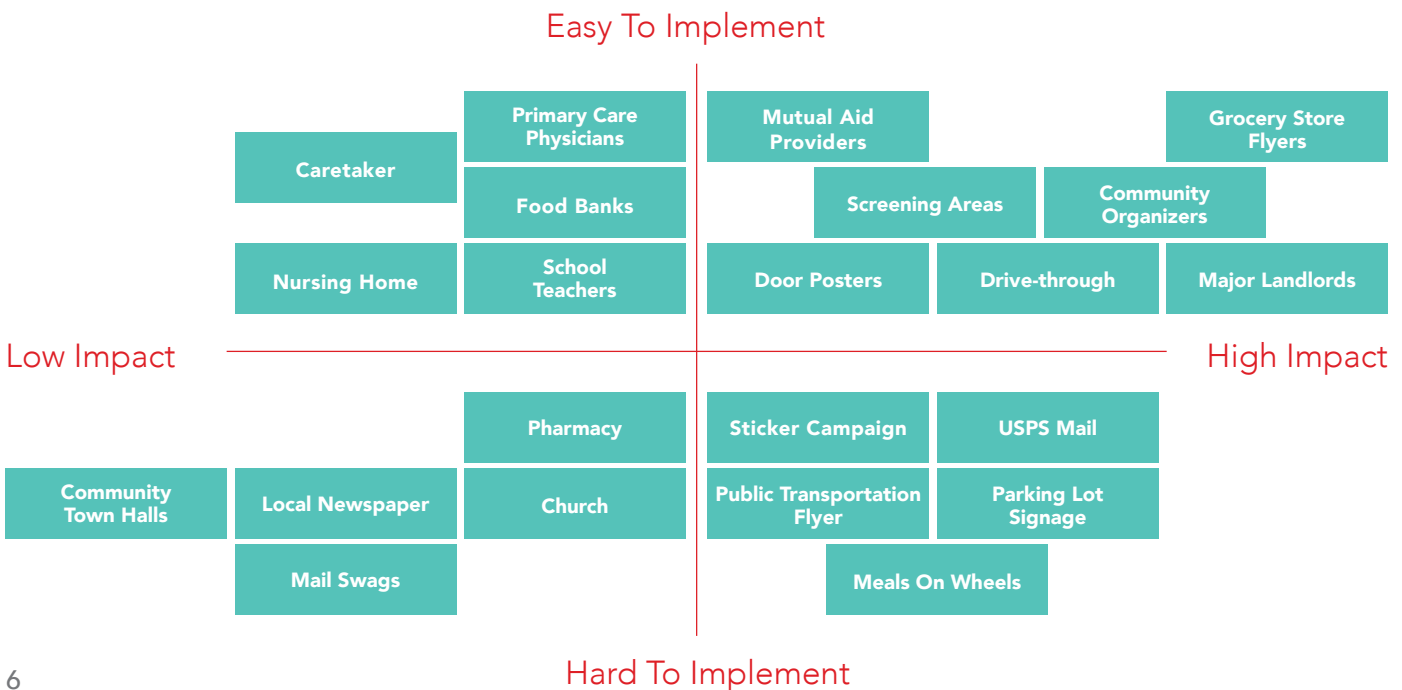 Easy To Implement
Primary Care
Physicians
Mutual Aid
Providers
Grocery Store
Flyers
Caretaker
Food Banks
Screening Areas
Community
Organizers
Nursing Home
School
Teachers
Door Posters
Drive-through
Major Landlords
Low Impact
High Impact
Pharmacy
Sticker Campaign
USPS Mail
Community
Town Halls
Local Newspaper
Church
Public Transportation
Flyer
Parking Lot
Signage
Mail Swags
Meals On Wheels
Hard To Implement
6